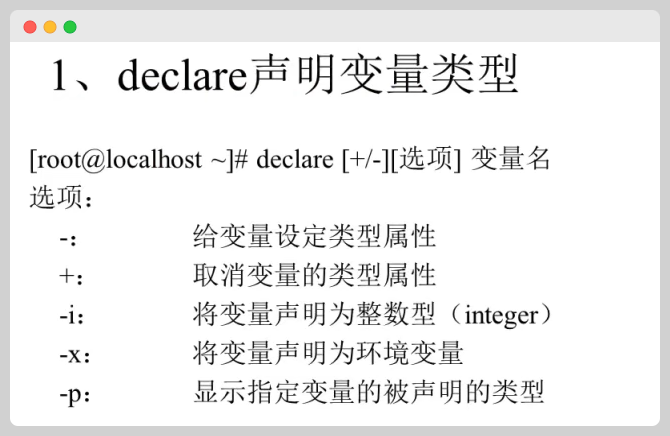 1、declare声明变量类型
[root@localhost ~]# declare [+/-][选项] 变量名
选项：
-： 给变量设定类型属性
+： 取消变量的类型属性
-i： 将变量声明为整数型（integer）
-x： 将变量声明为环境变量
-p： 显示指定变量的被声明的类型